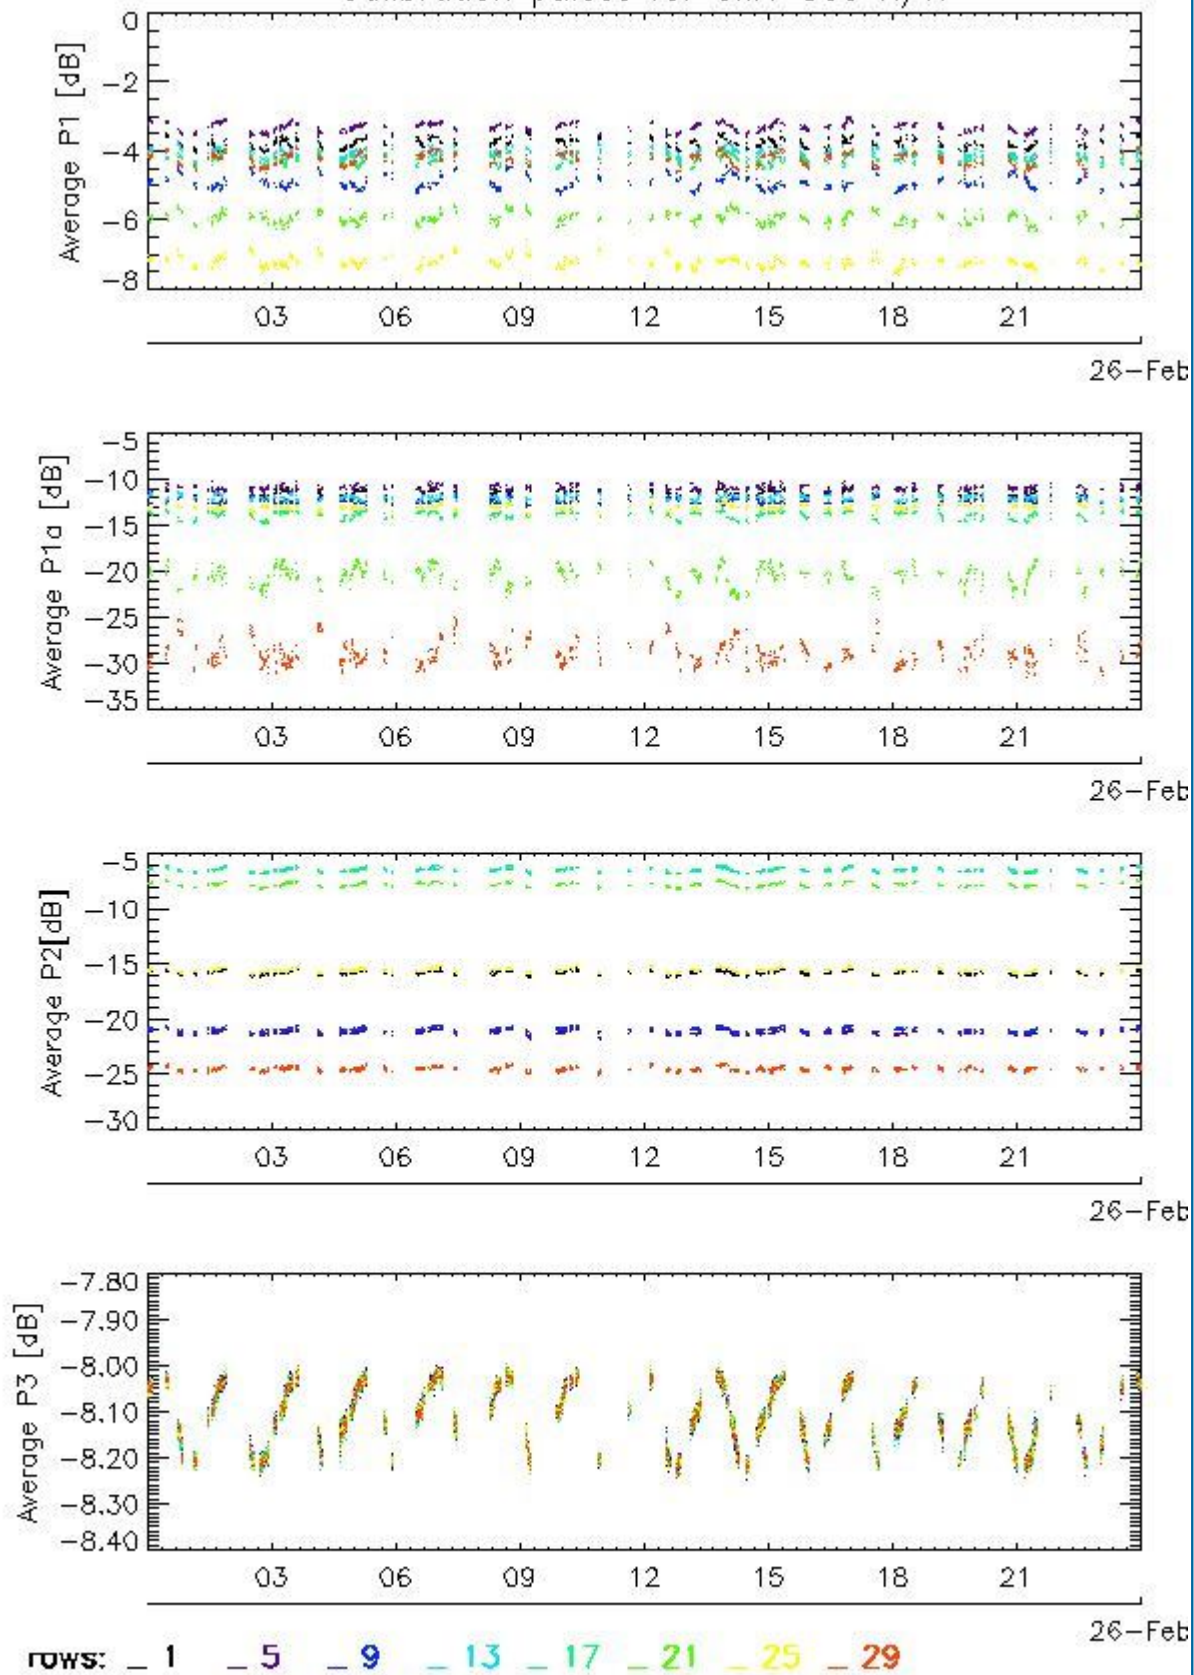 0
-2
-4
-6
-8
Average P1 [dB]
03 06 09 12 15 18 21
26-Feb
-5
-10
-15
-20
-25
-30
-35
Average P1a [dB]
03 06 09 12 15 18 21
26-Feb
-5
-10
-15
-20
-25
-30
Average P2[dB]
03 06 09 12 15 18 21
26-Feb
-7.80
-7.90
-8.00
-8.10
-8.20
-8.30
-8.40
Average P3 [dB]
03 06 09 12 15 18 21
26-Feb
rows: _ 1 _ 5 _ 9 _ 13 _ 17 _ 21 _ 25 _ 29